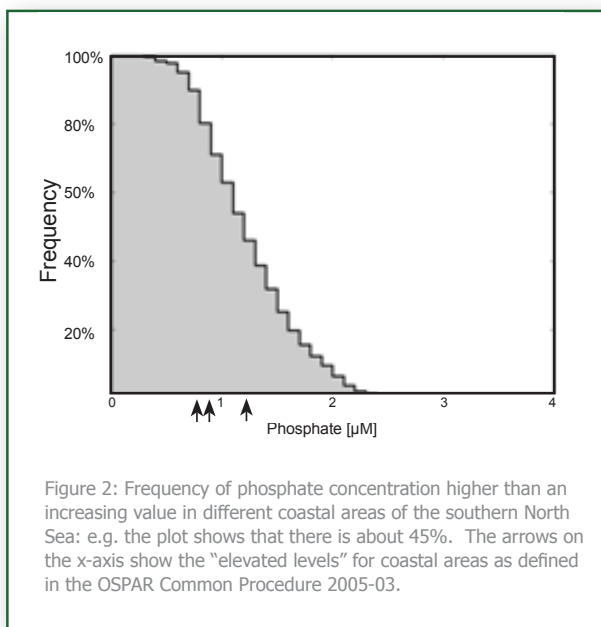 100%
80%
50%
40%
20%
Frequency
0 1 2 3 4
Phosphate [µM]
Figure 2: Frequency of phosphate concentration higher than an
increasing value in different coastal areas of the southern North
Sea: e.g. the plot shows that there is about 45%. The arrows on
the x-axis show the “elevated levels” for coastal areas as defined
in the OSPAR Common Procedure 2005-03.